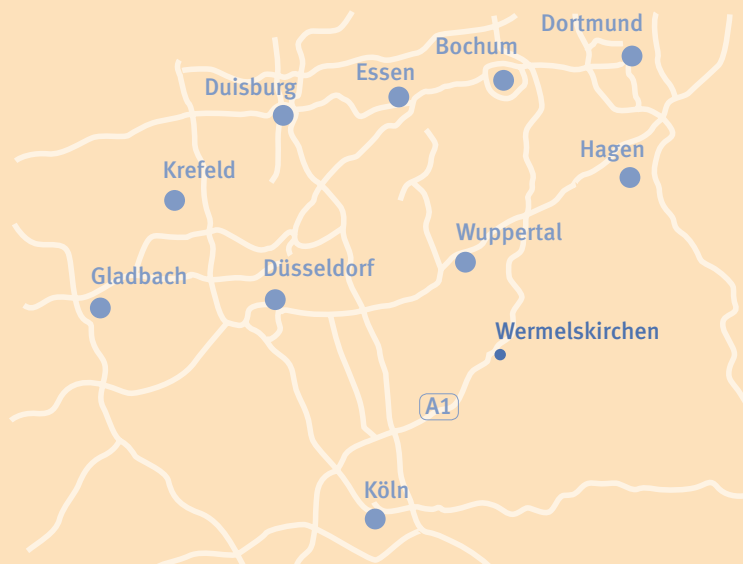 Dortmund
Bochum
Essen
Duisburg
Hagen
Krefeld
Wuppertal
Düsseldorf
Gladbach
Wermelskirchen
A1
Köln